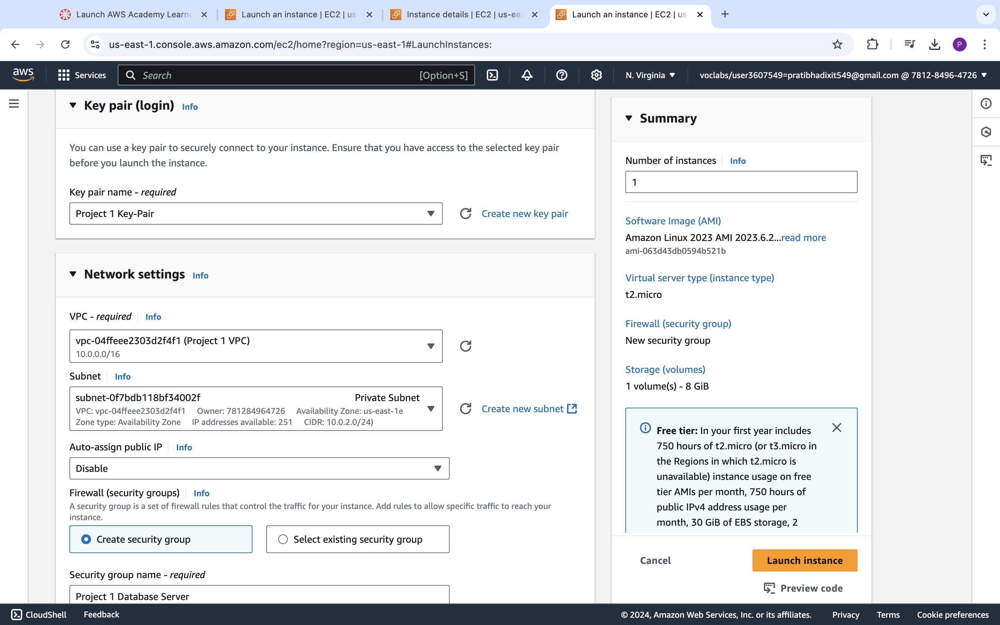 Launch AWS Academy Learne
Launch an instance | EC2 | us
Instance details | EC2 | us-eas
Launch an instance | EC2 | us
us-east-1.console.aws.amazon.com/ec2/home?region=us-east-1#LaunchInstances:
P
aws
Services
Search
[Option+S]
N. Virginia
voclabs/user3607549=pratibhadixit549@gmail.com @ 7812-8496-4726
Key pair (login) Info
You can use a key pair to securely connect to your instance. Ensure that you have access to the selected key pair
before you launch the instance.
Key pair name - required
Project 1 Key-Pair
Create new key pair
Network settings Info
VPC - required Info
vpc-04ffeee2303d2f4f1 (Project 1 VPC)
10.0.0.0/16
Subnet Info
subnet-0f7bdb118bf34002f Private Subnet
VPC: vpc-04ffeee2303d2f4f1 Owner: 781284964726 Availability Zone: us-east-1e
Zone type: Availability Zone IP addresses available: 251 CIDR: 10.0.2.0/24)
Create new subnet
Auto-assign public IP Info
Disable
Firewall (security groups) Info
A security group is a set of firewall rules that control the traffic for your instance. Add rules to allow specific traffic to reach your
instance.
Create security group
Select existing security group
Security group name - required
Project 1 Database Server
Summary
Number of instances Info
1
Software Image (AMI)
Amazon Linux 2023 AMI 2023.6.2...read more
ami-063d43db0594b521b
Virtual server type (instance type)
t2.micro
Firewall (security group)
New security group
Storage (volumes)
1 volume(s) - 8 GiB
Free tier: In your first year includes
750 hours of t2.micro (or t3.micro in
the Regions in which t2.micro is
unavailable) instance usage on free
tier AMIs per month, 750 hours of
public IPv4 address usage per
month, 30 GiB of EBS storage, 2
Cancel
Launch instance
Preview code
CloudShell
Feedback
© 2024, Amazon Web Services, Inc. or its affiliates.
Privacy
Terms
Cookie preferences